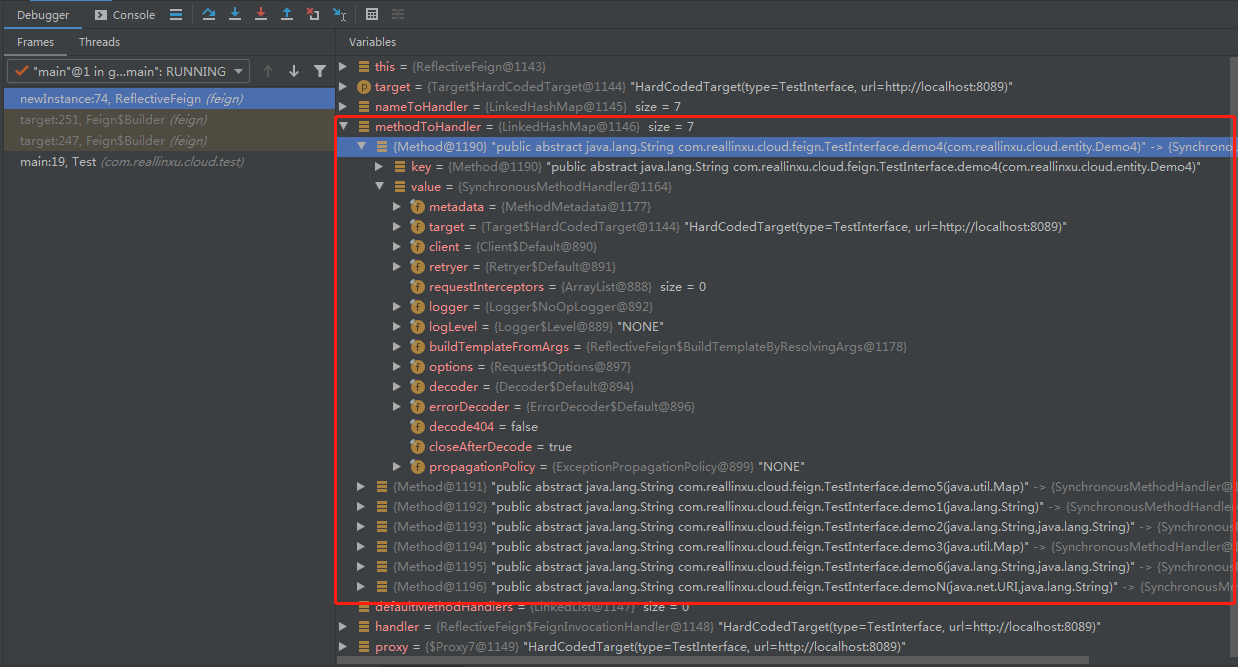 Debugger Console
Frames Threads
"main"@1 in g...main": RUNNING
newInstance:74, ReflectiveFeign (feign)
target:251, Feign$Builder (feign)
target:247, Feign$Builder (feign)
main:19, Test (com.reallinxu.cloud.test)
Variables
this = {ReflectiveFeign@1143}
target = {Target$HardCodedTarget@1144} "HardCodedTarget(type=TestInterface, url=http://localhost:8089)"
nameToHandler = {LinkedHashMap@1145} size = 7
methodToHandler = {LinkedHashMap@1146} size = 7
{Method@1190} "public abstract java.lang.String com.reallinxu.cloud.feign.TestInterface.demo4(com.reallinxu.cloud.entity.Demo4)" -> {Synchrono
key = {Method@1190} "public abstract java.lang.String com.reallinxu.cloud.feign.TestInterface.demo4(com.reallinxu.cloud.entity.Demo4)"
value = {SynchronousMethodHandler@1164}
metadata = {MethodMetadata@1177}
target = {Target$HardCodedTarget@1144} "HardCodedTarget(type=TestInterface, url=http://localhost:8089)"
client = {Client$Default@890}
retryer = {Retryer$Default@891}
requestInterceptors = {ArrayList@888} size = 0
logger = {Logger$NoOpLogger@892}
logLevel = {Logger$Level@889} "NONE"
buildTemplateFromArgs = {ReflectiveFeign$BuildTemplateByResolvingArgs@1178}
options = {Request$Options@897}
decoder = {Decoder$Default@894}
errorDecoder = {ErrorDecoder$Default@896}
decode404 = false
closeAfterDecode = true
propagationPolicy = {ExceptionPropagationPolicy@899} "NONE"
{Method@1191} "public abstract java.lang.String com.reallinxu.cloud.feign.TestInterface.demo5(java.util.Map)" -> {SynchronousMethodHandler@1
{Method@1192} "public abstract java.lang.String com.reallinxu.cloud.feign.TestInterface.demo1(java.lang.String)" -> {SynchronousMethodHandler
{Method@1193} "public abstract java.lang.String com.reallinxu.cloud.feign.TestInterface.demo2(java.lang.String,java.lang.String)" -> {Synchronous
{Method@1194} "public abstract java.lang.String com.reallinxu.cloud.feign.TestInterface.demo3(java.util.Map)" -> {SynchronousMethodHandler@
{Method@1195} "public abstract java.lang.String com.reallinxu.cloud.feign.TestInterface.demo6(java.lang.String,java.lang.String)" -> {Synchronous
{Method@1196} "public abstract java.lang.String com.reallinxu.cloud.feign.TestInterface.demoN(java.net.URI,java.lang.String)" -> {SynchronousM
defaultMethodHandlers = {LinkedList@1147} size = 0
handler = {ReflectiveFeign$FeignInvocationHandler@1148} "HardCodedTarget(type=TestInterface, url=http://localhost:8089)"
proxy = {$Proxy7@1149} "HardCodedTarget(type=TestInterface, url=http://localhost:8089)"